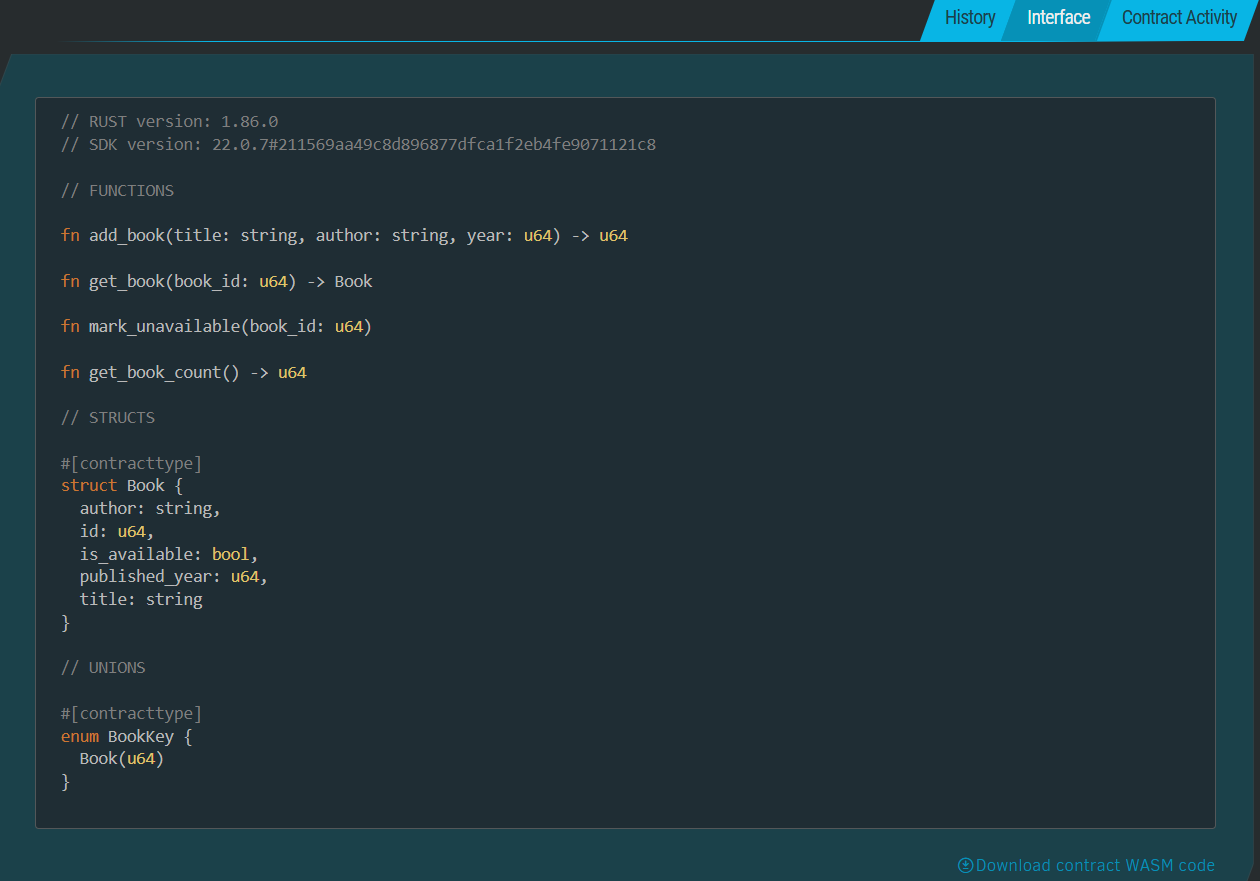 History
Interface
Contract Activity
// RUST version: 1.86.0
// SDK version: 22.0.7#211569aa49c8d896877dfca1f2eb4fe9071121c8
// FUNCTIONS
fn add_book(title: string, author: string, year: u64) -> u64
fn get_book(book_id: u64) -> Book
fn mark_unavailable(book_id: u64)
fn get_book_count() -> u64
// STRUCTS
#[contracttype]
struct Book {
  author: string,
  id: u64,
  is_available: bool,
  published_year: u64,
  title: string
}
// UNIONS
#[contracttype]
enum BookKey {
  Book(u64)
}
Download contract WASM code